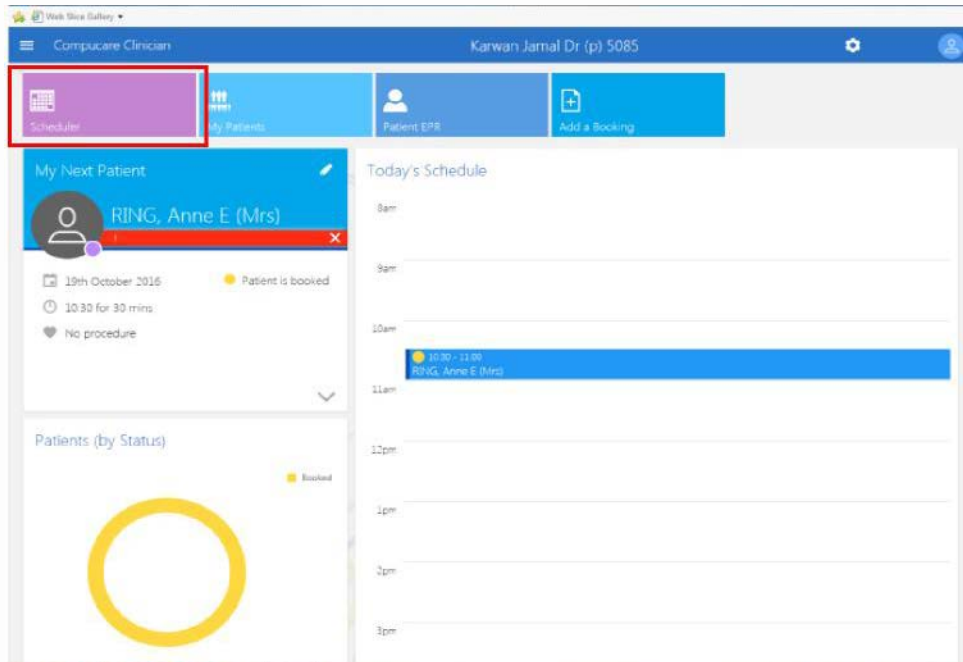 Web Slice Gallery
Compucare Clinician
Karwan Jamal Dr (p) 5085
Scheduler
My Patients
Patient EPR
Add a Booking
My Next Patient
RING, Anne E (Mrs)
19th October 2016
Patient is booked
10:30 for 30 mins
No procedure
Patients (by Status)
Booked
Today's Schedule
8am
9am
10am
10:30 - 11:00
RING, Anne E (Mrs)
11am
12pm
1pm
2pm
3pm